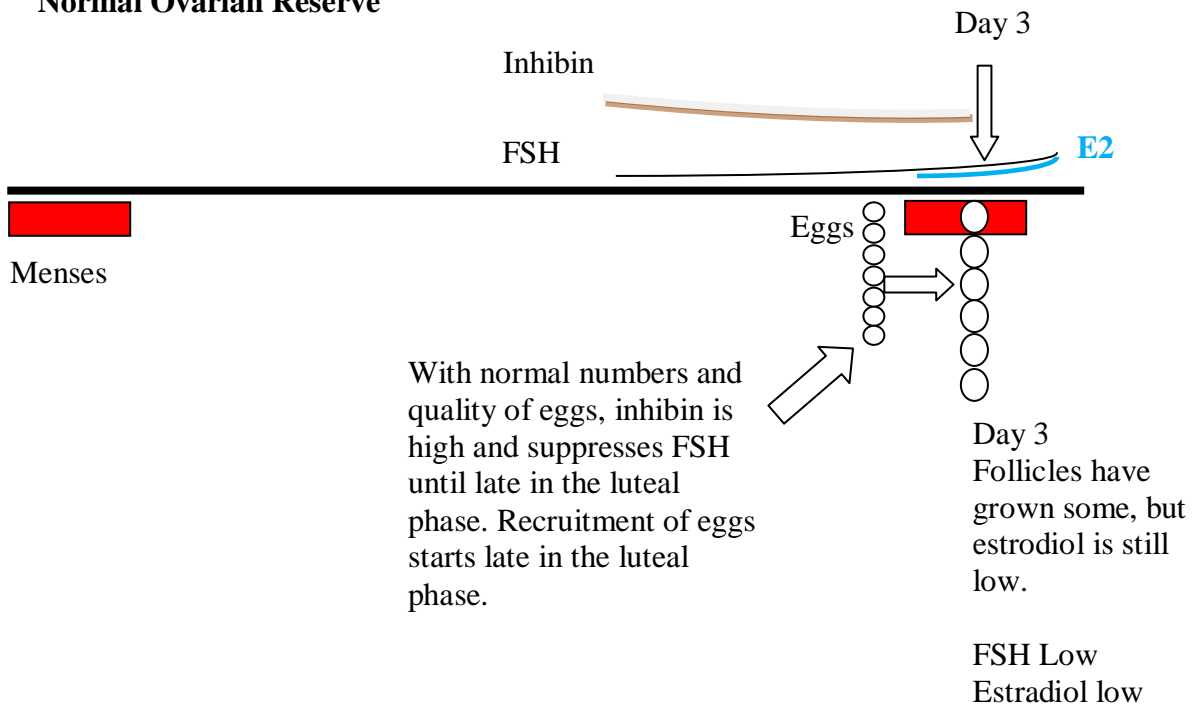 Normal Ovarian Reserve
Day 3
Inhibin
FSH
E2
Eggs
Menses
With normal numbers and
quality of eggs, inhibin is
high and suppresses FSH
until late in the luteal
phase. Recruitment of eggs
starts late in the luteal
phase.
Day 3
Follicles have
grown some, but
estrodiol is still
low.
FSH Low
Estradiol low